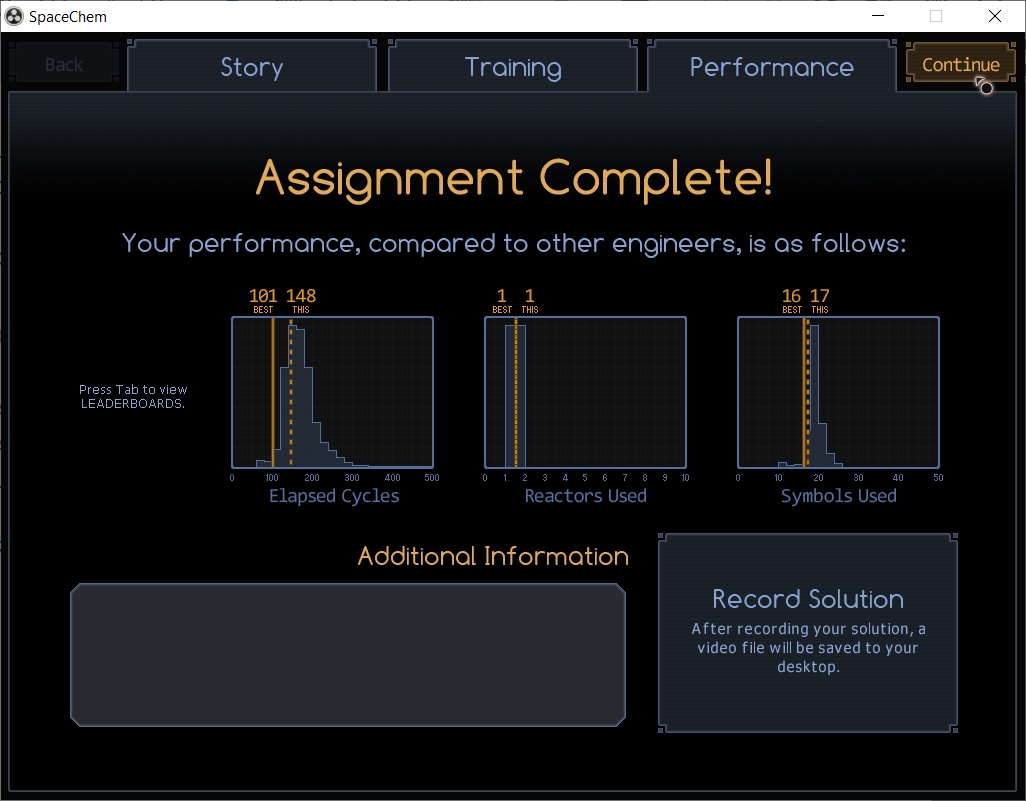 SpaceChem
Back
Story
Training
Performance
Continue
Assignment Complete!
Your performance, compared to other engineers, is as follows:
101 148
BEST THIS
1 1
BEST THIS
16 17
BEST THIS
Press Tab to view
LEADERBOARDS.
0 100 200 300 400 500
Elapsed Cycles
0 1 2 3 4 5 6 7 8 9 10
Reactors Used
0 10 20 30 40 50
Symbols Used
Additional Information
Record Solution
After recording your solution, a
video file will be saved to your
desktop.